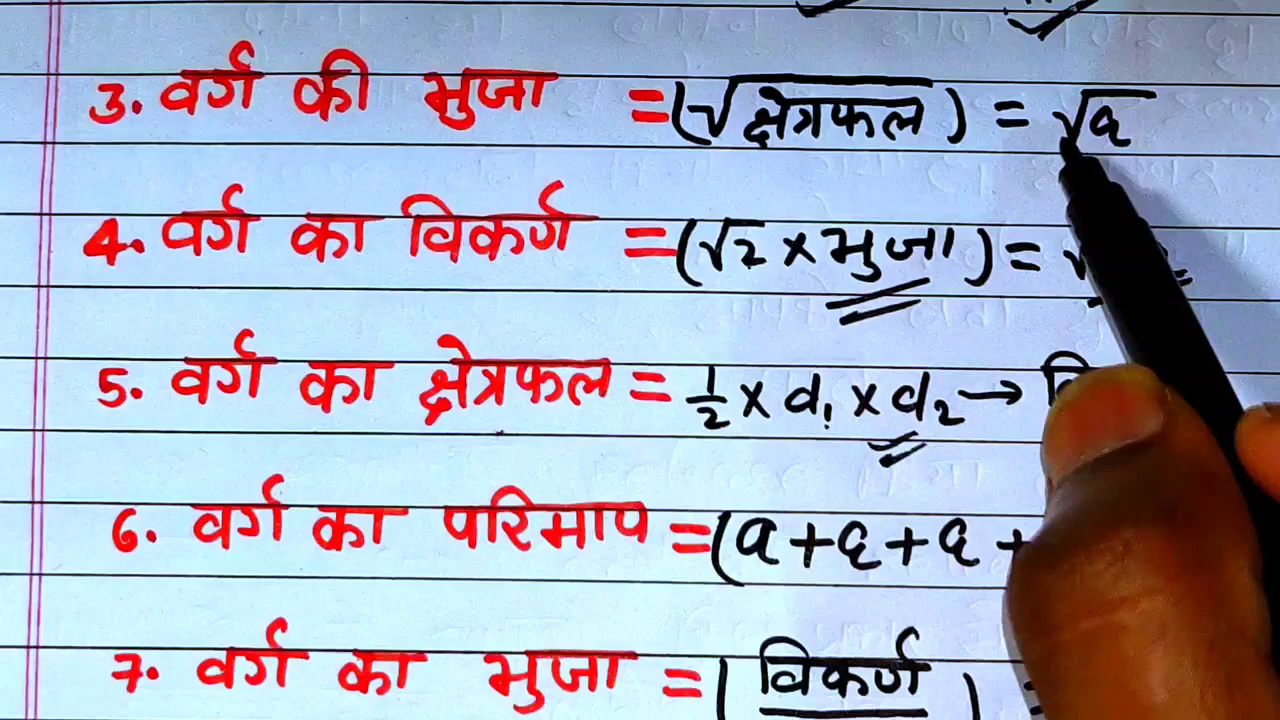 3. वर्ग की भुजा = (√क्षेत्रफल) = √a
4. वर्ग का विकर्ण = (√2 × भुजा) = √
5. वर्ग का क्षेत्रफल = 1/2 × d₁ × d₂ → वि
6. वर्ग का परिमाप = (a + a + a +
7. वर्ग का भुजा = (विकर्ण ) =